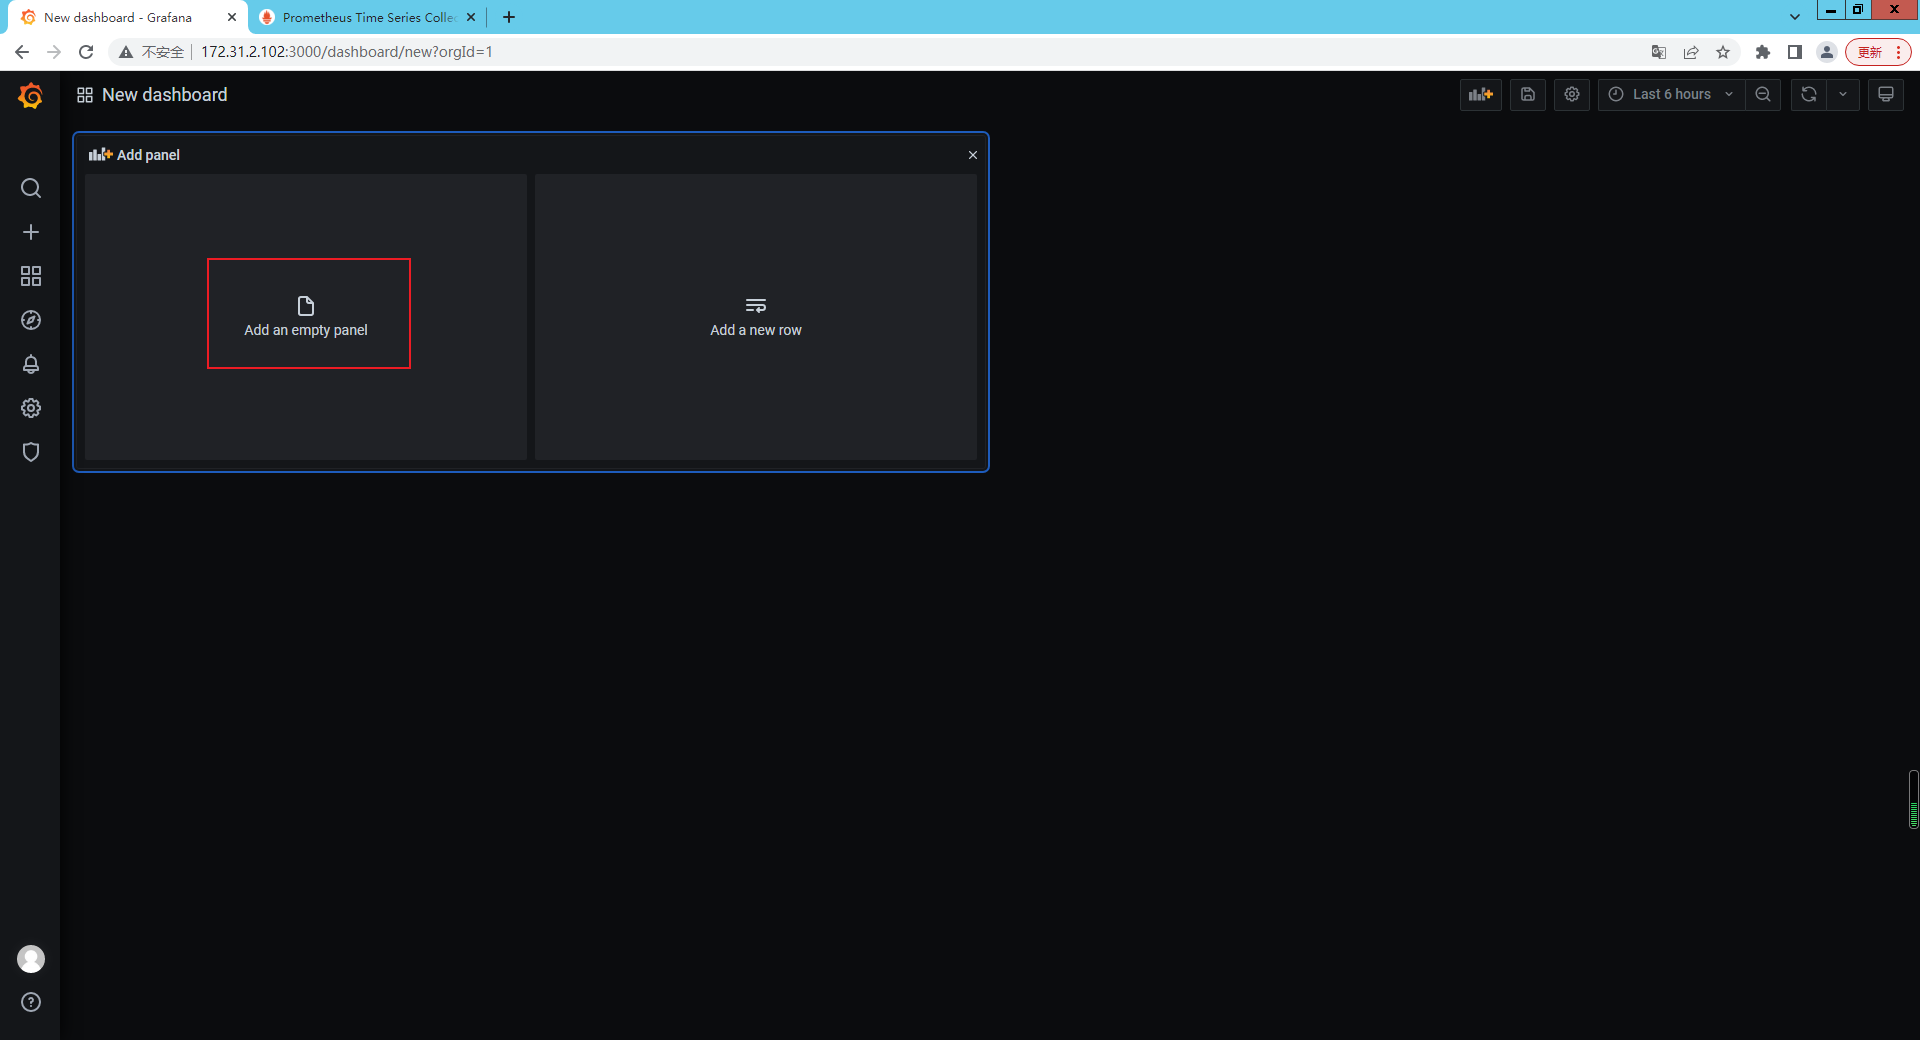 New dashboard - Grafana
Prometheus Time Series Colle
不安全
172.31.2.102:3000/dashboard/new?orgId=1
更新
New dashboard
Last 6 hours
Add panel
Add an empty panel
Add a new row